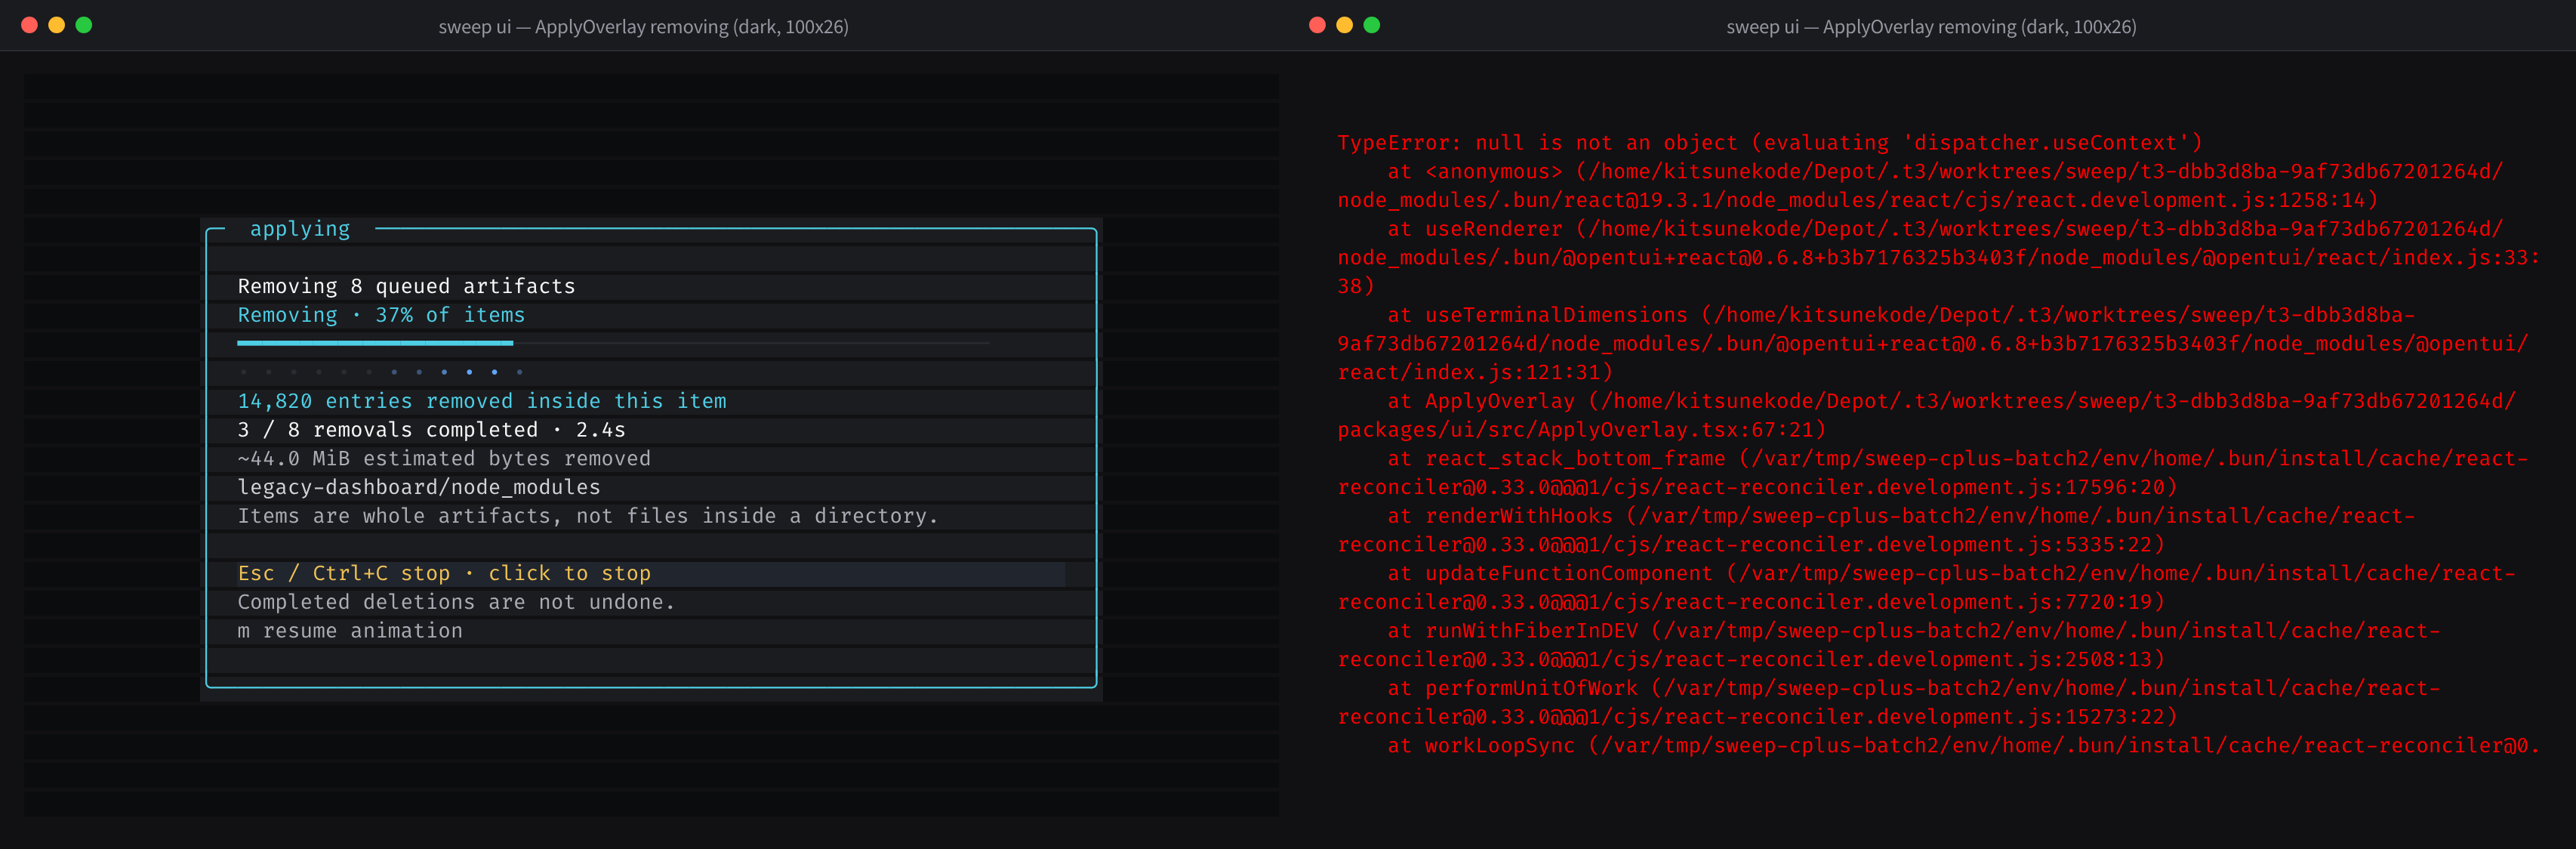 sweep ui — ApplyOverlay removing (dark, 100x26)
applying
Removing 8 queued artifacts
Removing · 37% of items
14,820 entries removed inside this item
3 / 8 removals completed · 2.4s
~44.0 MiB estimated bytes removed
legacy-dashboard/node_modules
Items are whole artifacts, not files inside a directory.
Esc / Ctrl+C stop · click to stop
Completed deletions are not undone.
m resume animation
sweep ui — ApplyOverlay removing (dark, 100x26)
TypeError: null is not an object (evaluating 'dispatcher.useContext')
    at <anonymous> (/home/kitsunekode/Depot/.t3/worktrees/sweep/t3-dbb3d8ba-9af73db67201264d/
node_modules/.bun/react@19.3.1/node_modules/react/cjs/react.development.js:1258:14)
    at useRenderer (/home/kitsunekode/Depot/.t3/worktrees/sweep/t3-dbb3d8ba-9af73db67201264d/
node_modules/.bun/@opentui+react@0.6.8+b3b7176325b3403f/node_modules/@opentui/react/index.js:33:
38)
    at useTerminalDimensions (/home/kitsunekode/Depot/.t3/worktrees/sweep/t3-dbb3d8ba-
9af73db67201264d/node_modules/.bun/@opentui+react@0.6.8+b3b7176325b3403f/node_modules/@opentui/
react/index.js:121:31)
    at ApplyOverlay (/home/kitsunekode/Depot/.t3/worktrees/sweep/t3-dbb3d8ba-9af73db67201264d/
packages/ui/src/ApplyOverlay.tsx:67:21)
    at react_stack_bottom_frame (/var/tmp/sweep-cplus-batch2/env/home/.bun/install/cache/react-
reconciler@0.33.0@@@1/cjs/react-reconciler.development.js:17596:20)
    at renderWithHooks (/var/tmp/sweep-cplus-batch2/env/home/.bun/install/cache/react-
reconciler@0.33.0@@@1/cjs/react-reconciler.development.js:5335:22)
    at updateFunctionComponent (/var/tmp/sweep-cplus-batch2/env/home/.bun/install/cache/react-
reconciler@0.33.0@@@1/cjs/react-reconciler.development.js:7720:19)
    at runWithFiberInDEV (/var/tmp/sweep-cplus-batch2/env/home/.bun/install/cache/react-
reconciler@0.33.0@@@1/cjs/react-reconciler.development.js:2508:13)
    at performUnitOfWork (/var/tmp/sweep-cplus-batch2/env/home/.bun/install/cache/react-
reconciler@0.33.0@@@1/cjs/react-reconciler.development.js:15273:22)
    at workLoopSync (/var/tmp/sweep-cplus-batch2/env/home/.bun/install/cache/react-reconciler@0.